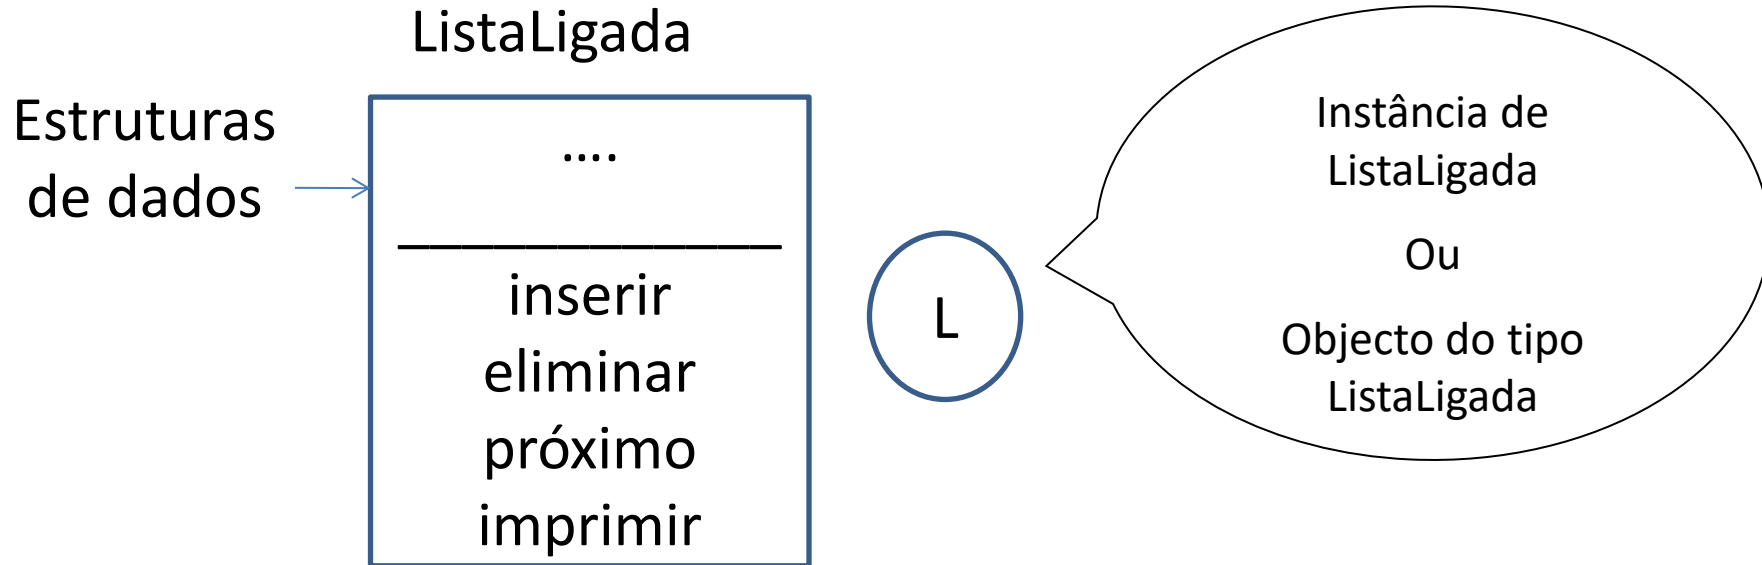 ListaLigada
Estruturas
de dados
....
inserir
eliminar
próximo
imprimir
L
Instância de
ListaLigada
Ou
Objecto do tipo
ListaLigada